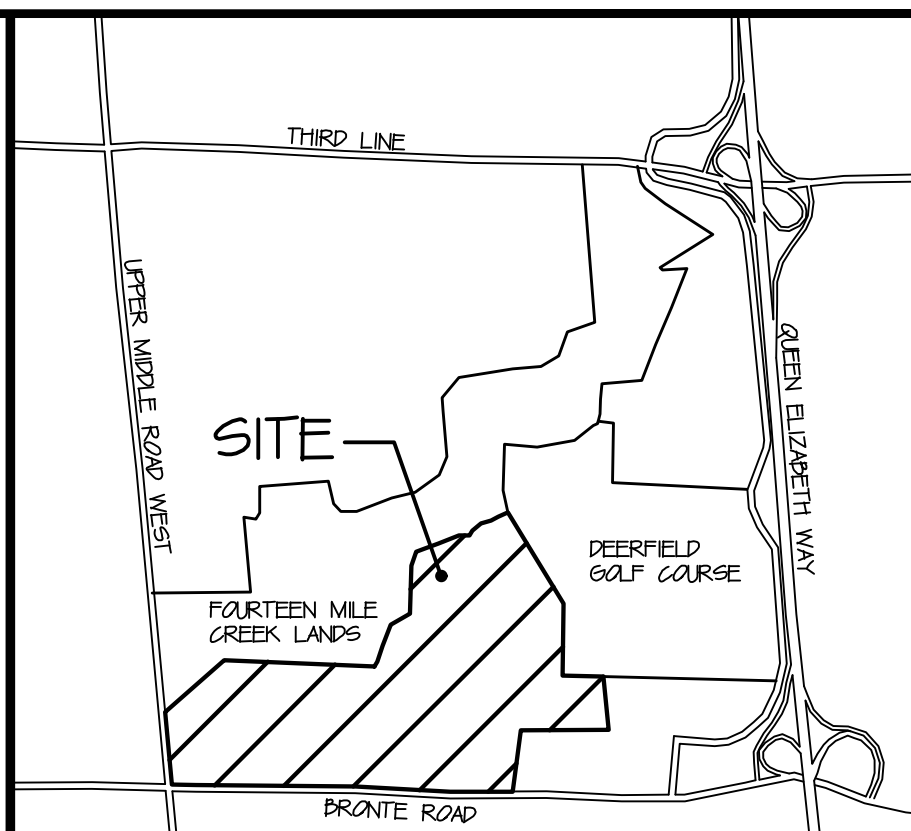 THIRD LINE
UPPER MIDDLE ROAD WEST
QUEEN ELIZABETH WAY
SITE
DEERFIELD
GOLF COURSE
FOURTEEN MILE
CREEK LANDS
BRONTE ROAD